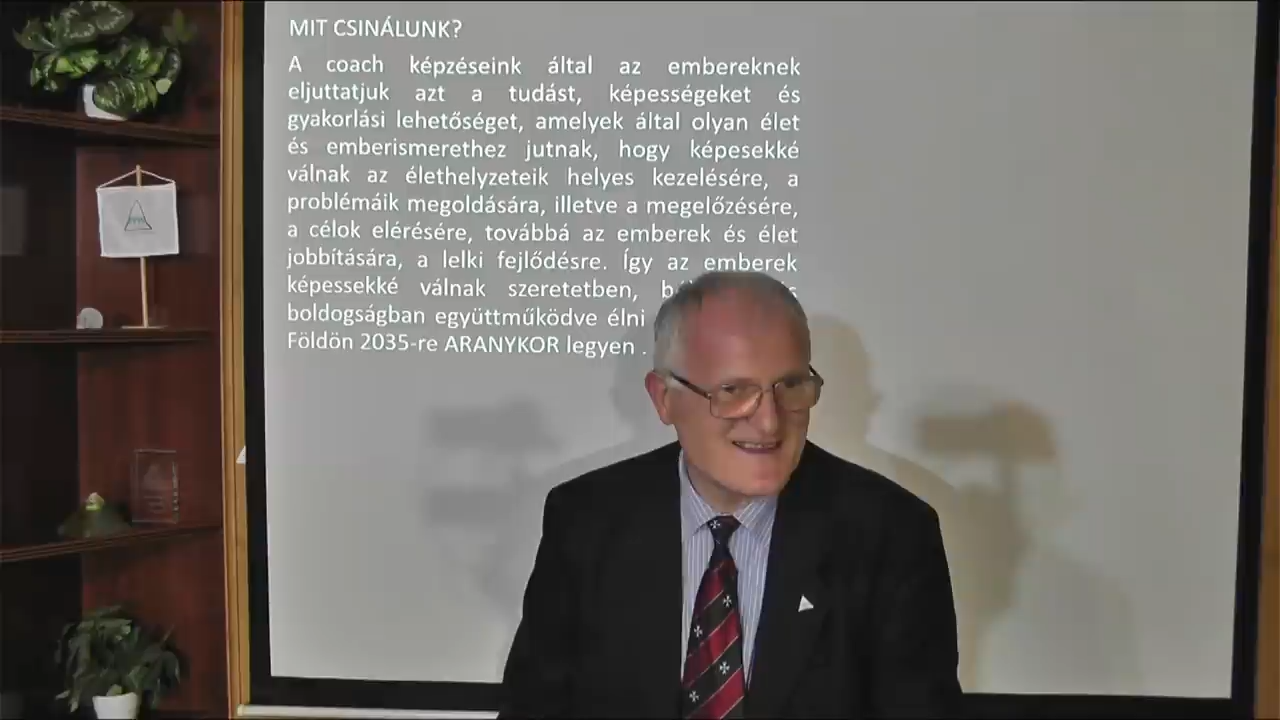 MIT CSINÁLUNK?
A coach képzéseink által az embereknek
eljuttatjuk azt a tudást, képességeket és
gyakorlási lehetőséget, amelyek által olyan élet
és emberismerethez jutnak, hogy képesekké
válnak az élethelyzeteik helyes kezelésére, a
problémáik megoldására, illetve a megelőzésére,
a célok elérésére, továbbá az emberek és élet
jobbítására, a lelki fejlődésre. Így az emberek
képessekké válnak szeretetben,
boldogságban együttműködve élni
Földön 2035-re ARANYKOR legyen .